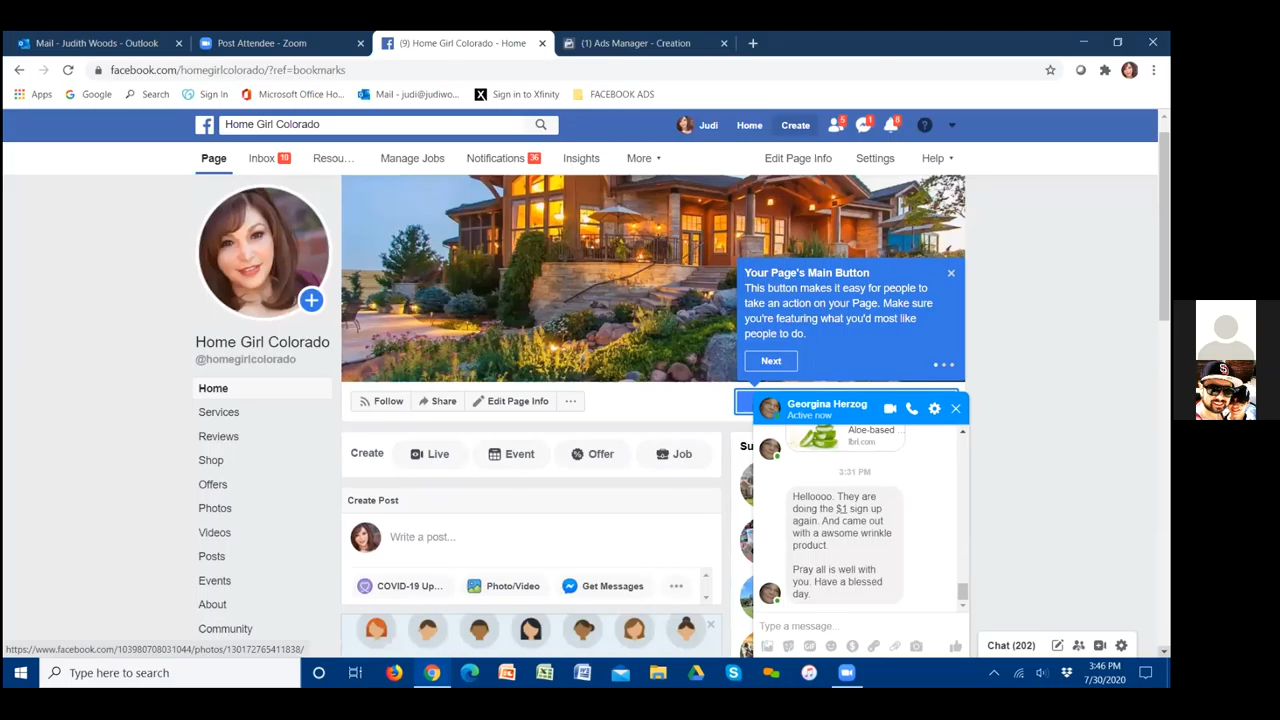 Mail - Judith Woods - Outlook
Post Attendee - Zoom
(9) Home Girl Colorado - Home
(1) Ads Manager - Creation
facebook.com/homegirlcolorado/?ref=bookmarks
Apps Google Search Sign In Microsoft Office Ho... Mail - judi@judiwo... Sign in to Xfinity FACEBOOK ADS
Home Girl Colorado
Judi Home Create 5 1 8
Page Inbox 10 Resou... Manage Jobs Notifications 36 Insights More Edit Page Info Settings Help
Your Page's Main Button
This button makes it easy for people to
take an action on your Page. Make sure
you're featuring what you'd most like
people to do.
Next
Home Girl Colorado
@homegirlcolorado
Home
Services
Reviews
Shop
Offers
Photos
Videos
Posts
Events
About
Community
Follow Share Edit Page Info ...
Create Live Event Offer Job
Create Post
Write a post...
COVID-19 Up... Photo/Video Get Messages
Su
Georgina Herzog
Active now
Aloe-based ...
lbri.com
3:31 PM
Helloooo. They are
doing the $1 sign up
again. And came out
with a awsome wrinkle
product.
Pray all is well with
you. Have a blessed
day.
Type a message...
GIF
Chat (202)
https://www.facebook.com/103980708031044/photos/130172765411838/
Type here to search
3:46 PM
7/30/2020